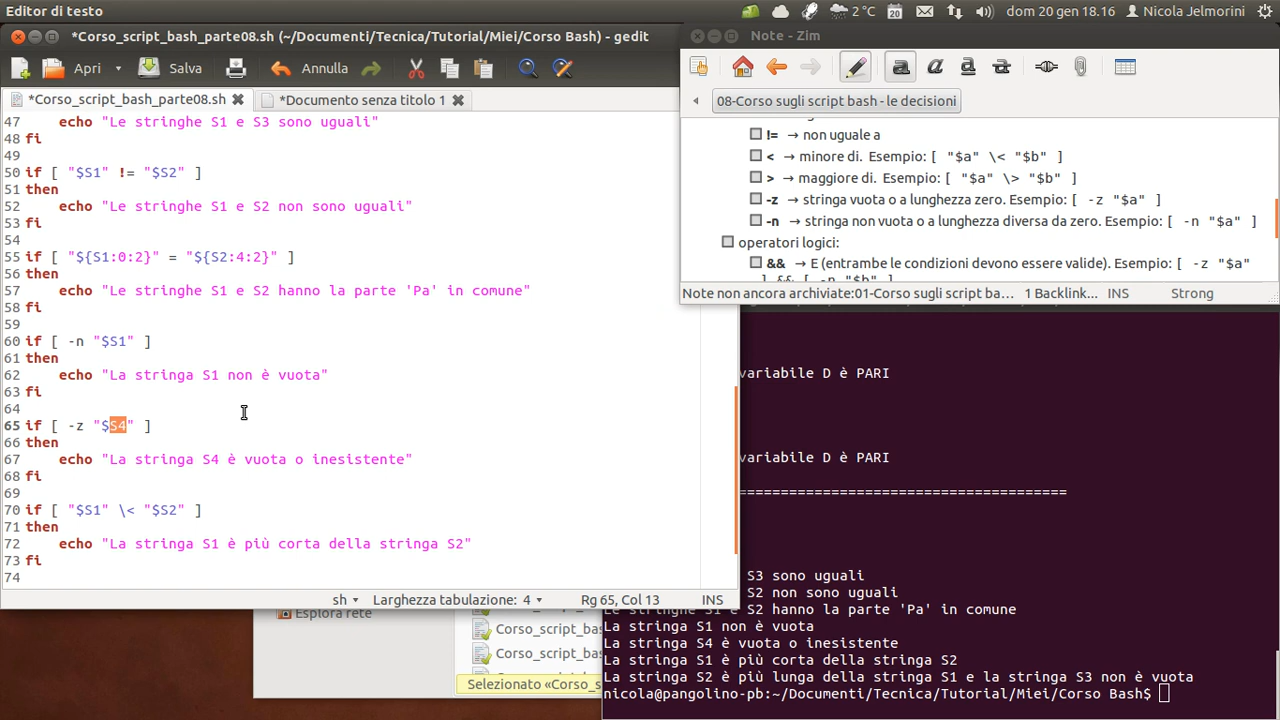 Editor di testo
2 °C
20
dom 20 gen 18.16
Nicola Jelmorini
*Corso_script_bash_parte08.sh (~/Documenti/Tecnica/Tutorial/Miei/Corso Bash) - gedit
Apri
Salva
Annulla
*Corso_script_bash_parte08.sh
*Documento senza titolo 1
47 echo "Le stringhe S1 e S3 sono uguali"
48 fi
49
50 if [ "$S1" != "$S2" ]
51 then
52 echo "Le stringhe S1 e S2 non sono uguali"
53 fi
54
55 if [ "${S1:0:2}" = "${S2:4:2}" ]
56 then
57 echo "Le stringhe S1 e S2 hanno la parte 'Pa' in comune"
58 fi
59
60 if [ -n "$S1" ]
61 then
62 echo "La stringa S1 non è vuota"
63 fi
64
65 if [ -z "$S4" ]
66 then
67 echo "La stringa S4 è vuota o inesistente"
68 fi
69
70 if [ "$S1" \< "$S2" ]
71 then
72 echo "La stringa S1 è più corta della stringa S2"
73 fi
74
sh
Larghezza tabulazione: 4
Rg 65, Col 13
INS
Note - Zim
a a a a
08-Corso sugli script bash - le decisioni
!= → non uguale a
< → minore di. Esempio: [ "$a" \< "$b" ]
> → maggiore di. Esempio: [ "$a" \> "$b" ]
-z → stringa vuota o a lunghezza zero. Esempio: [ -z "$a" ]
-n → stringa non vuota o a lunghezza diversa da zero. Esempio: [ -n "$a" ]
operatori logici:
&& → E (entrambe le condizioni devono essere valide). Esempio: [ -z "$a"
] && [ -n "$b" ]
Note non ancora archiviate:01-Corso sugli script ba...
1 Backlink...
INS
Strong
variabile D è PARI
variabile D è PARI
=======================================
S3 sono uguali
S2 non sono uguali
Le stringhe S1 e S2 hanno la parte 'Pa' in comune
La stringa S1 non è vuota
La stringa S4 è vuota o inesistente
La stringa S1 è più corta della stringa S2
La stringa S2 è più lunga della stringa S1 e la stringa S3 non è vuota
nicola@pangolino-pb:~/Documenti/Tecnica/Tutorial/Miei/Corso Bash$
Esplora rete
Corso_script_bas
Corso_script_bas
Selezionato «Corso_s